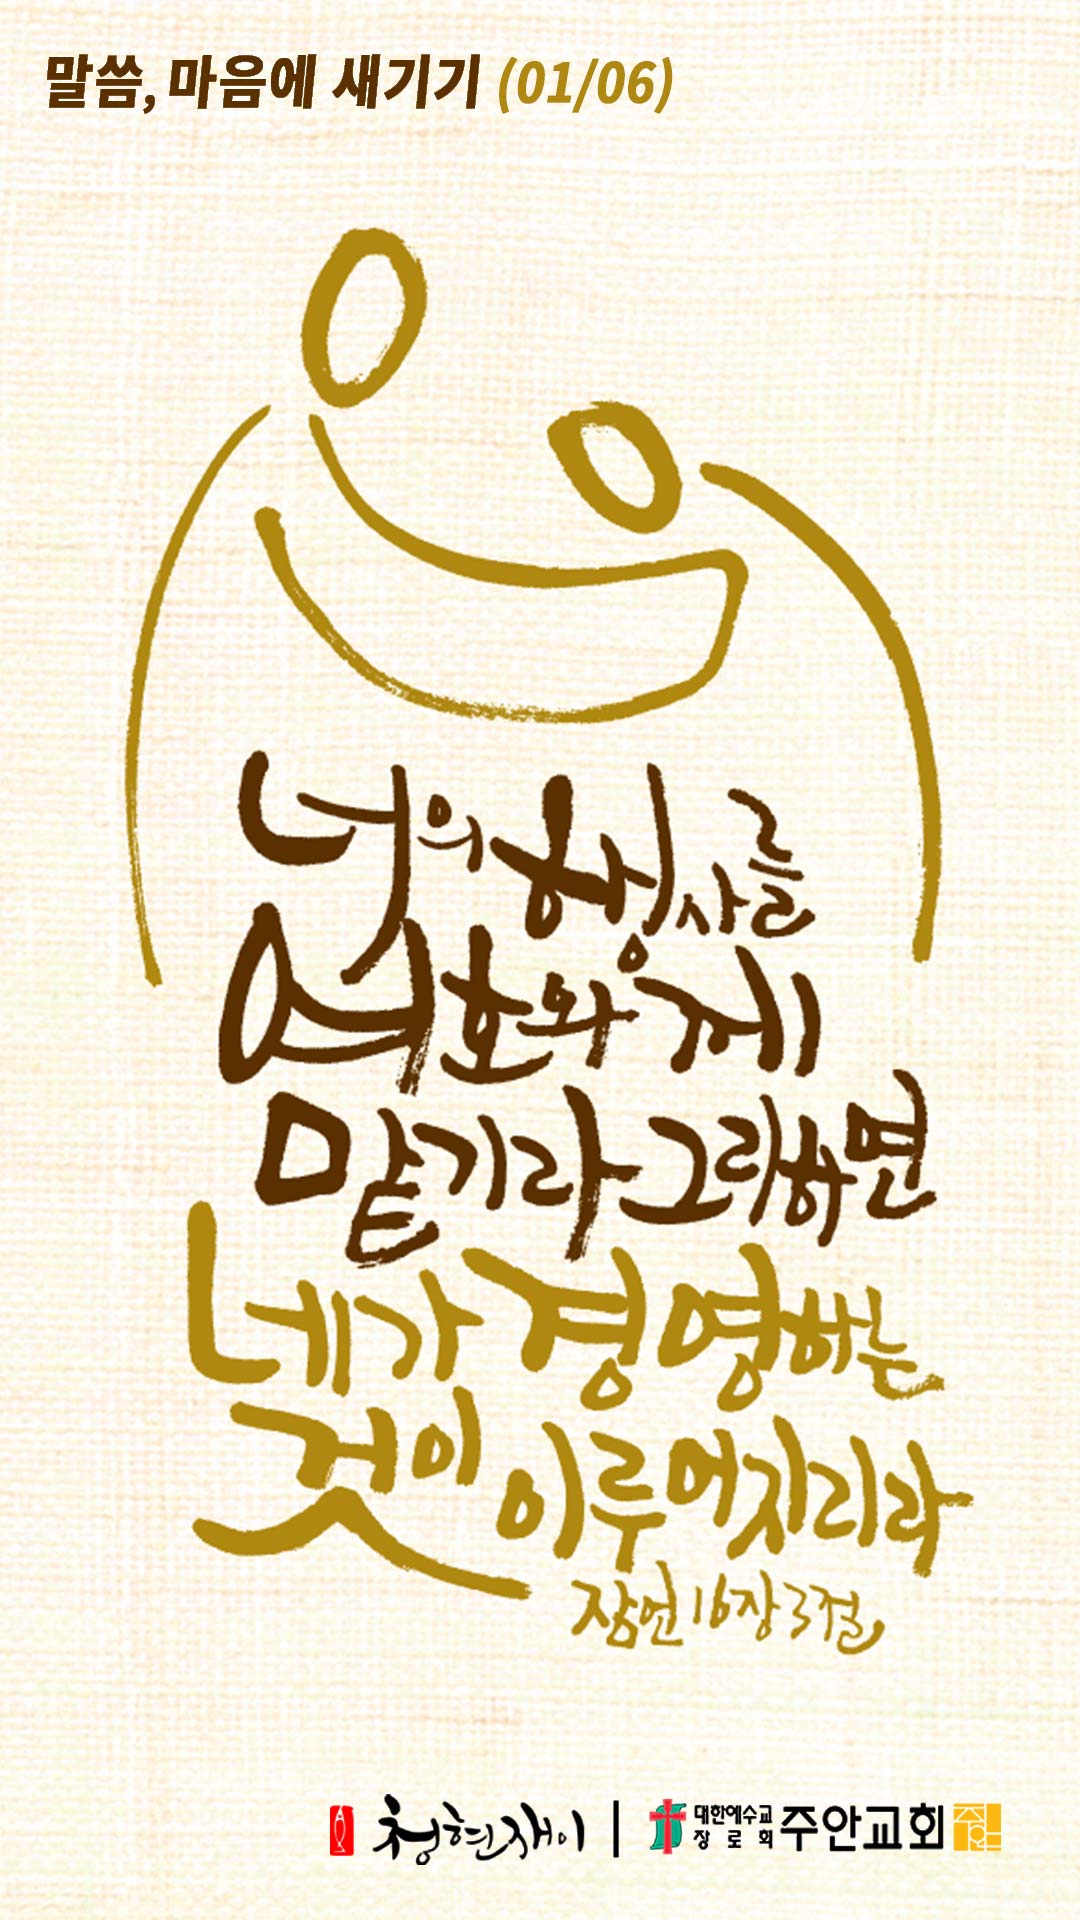 말씀, 마음에 새기기 (01/06)
너의 행사를
여호와께
맡기라 그리하면
네가 경영하는
것이 이루어지리라
잠언 16장 3절
청현재이 | 대한예수교 장로회 주안교회 주안